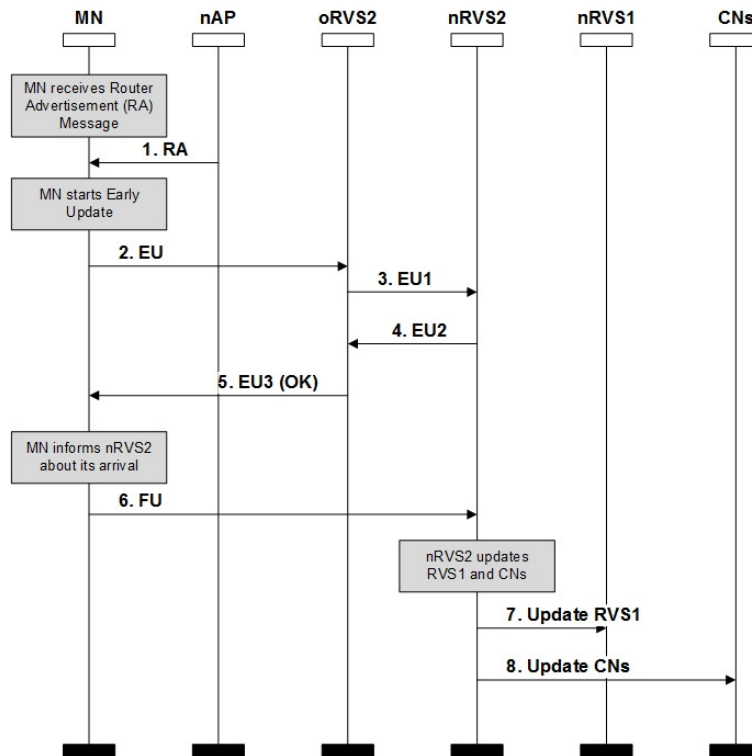 MN nAP oRVS2 nRVS2 nRVS1 CNs
MN receives Router
Advertisement (RA)
Message
1. RA
MN starts Early
Update
2. EU
3. EU1
4. EU2
5. EU3 (OK)
MN informs nRVS2
about its arrival
6. FU
nRVS2 updates
RVS1 and CNs
7. Update RVS1
8. Update CNs